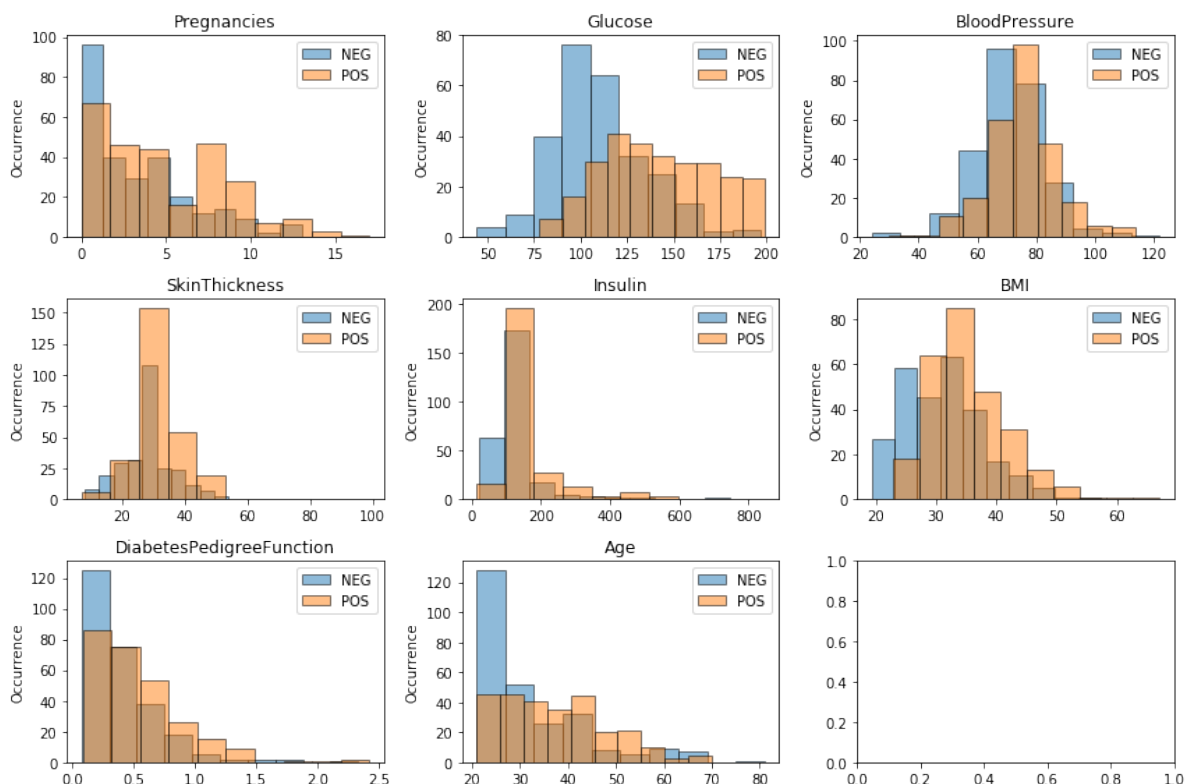 Pregnancies
100
80
60
40
20
0
Occurrence
0 5 10 15
NEG
POS
Glucose
80
60
40
20
0
Occurrence
50 75 100 125 150 175 200
NEG
POS
BloodPressure
100
80
60
40
20
0
Occurrence
20 40 60 80 100 120
NEG
POS
SkinThickness
150
125
100
75
50
25
0
Occurrence
20 40 60 80 100
NEG
POS
Insulin
200
150
100
50
0
Occurrence
0 200 400 600 800
NEG
POS
BMI
80
60
40
20
0
Occurrence
20 30 40 50 60
NEG
POS
DiabetesPedigreeFunction
120
100
80
60
40
20
0
Occurrence
0.0 0.5 1.0 1.5 2.0 2.5
NEG
POS
Age
120
100
80
60
40
20
0
Occurrence
20 30 40 50 60 70 80
NEG
POS
1.0
0.8
0.6
0.4
0.2
0.0
0.0 0.2 0.4 0.6 0.8 1.0